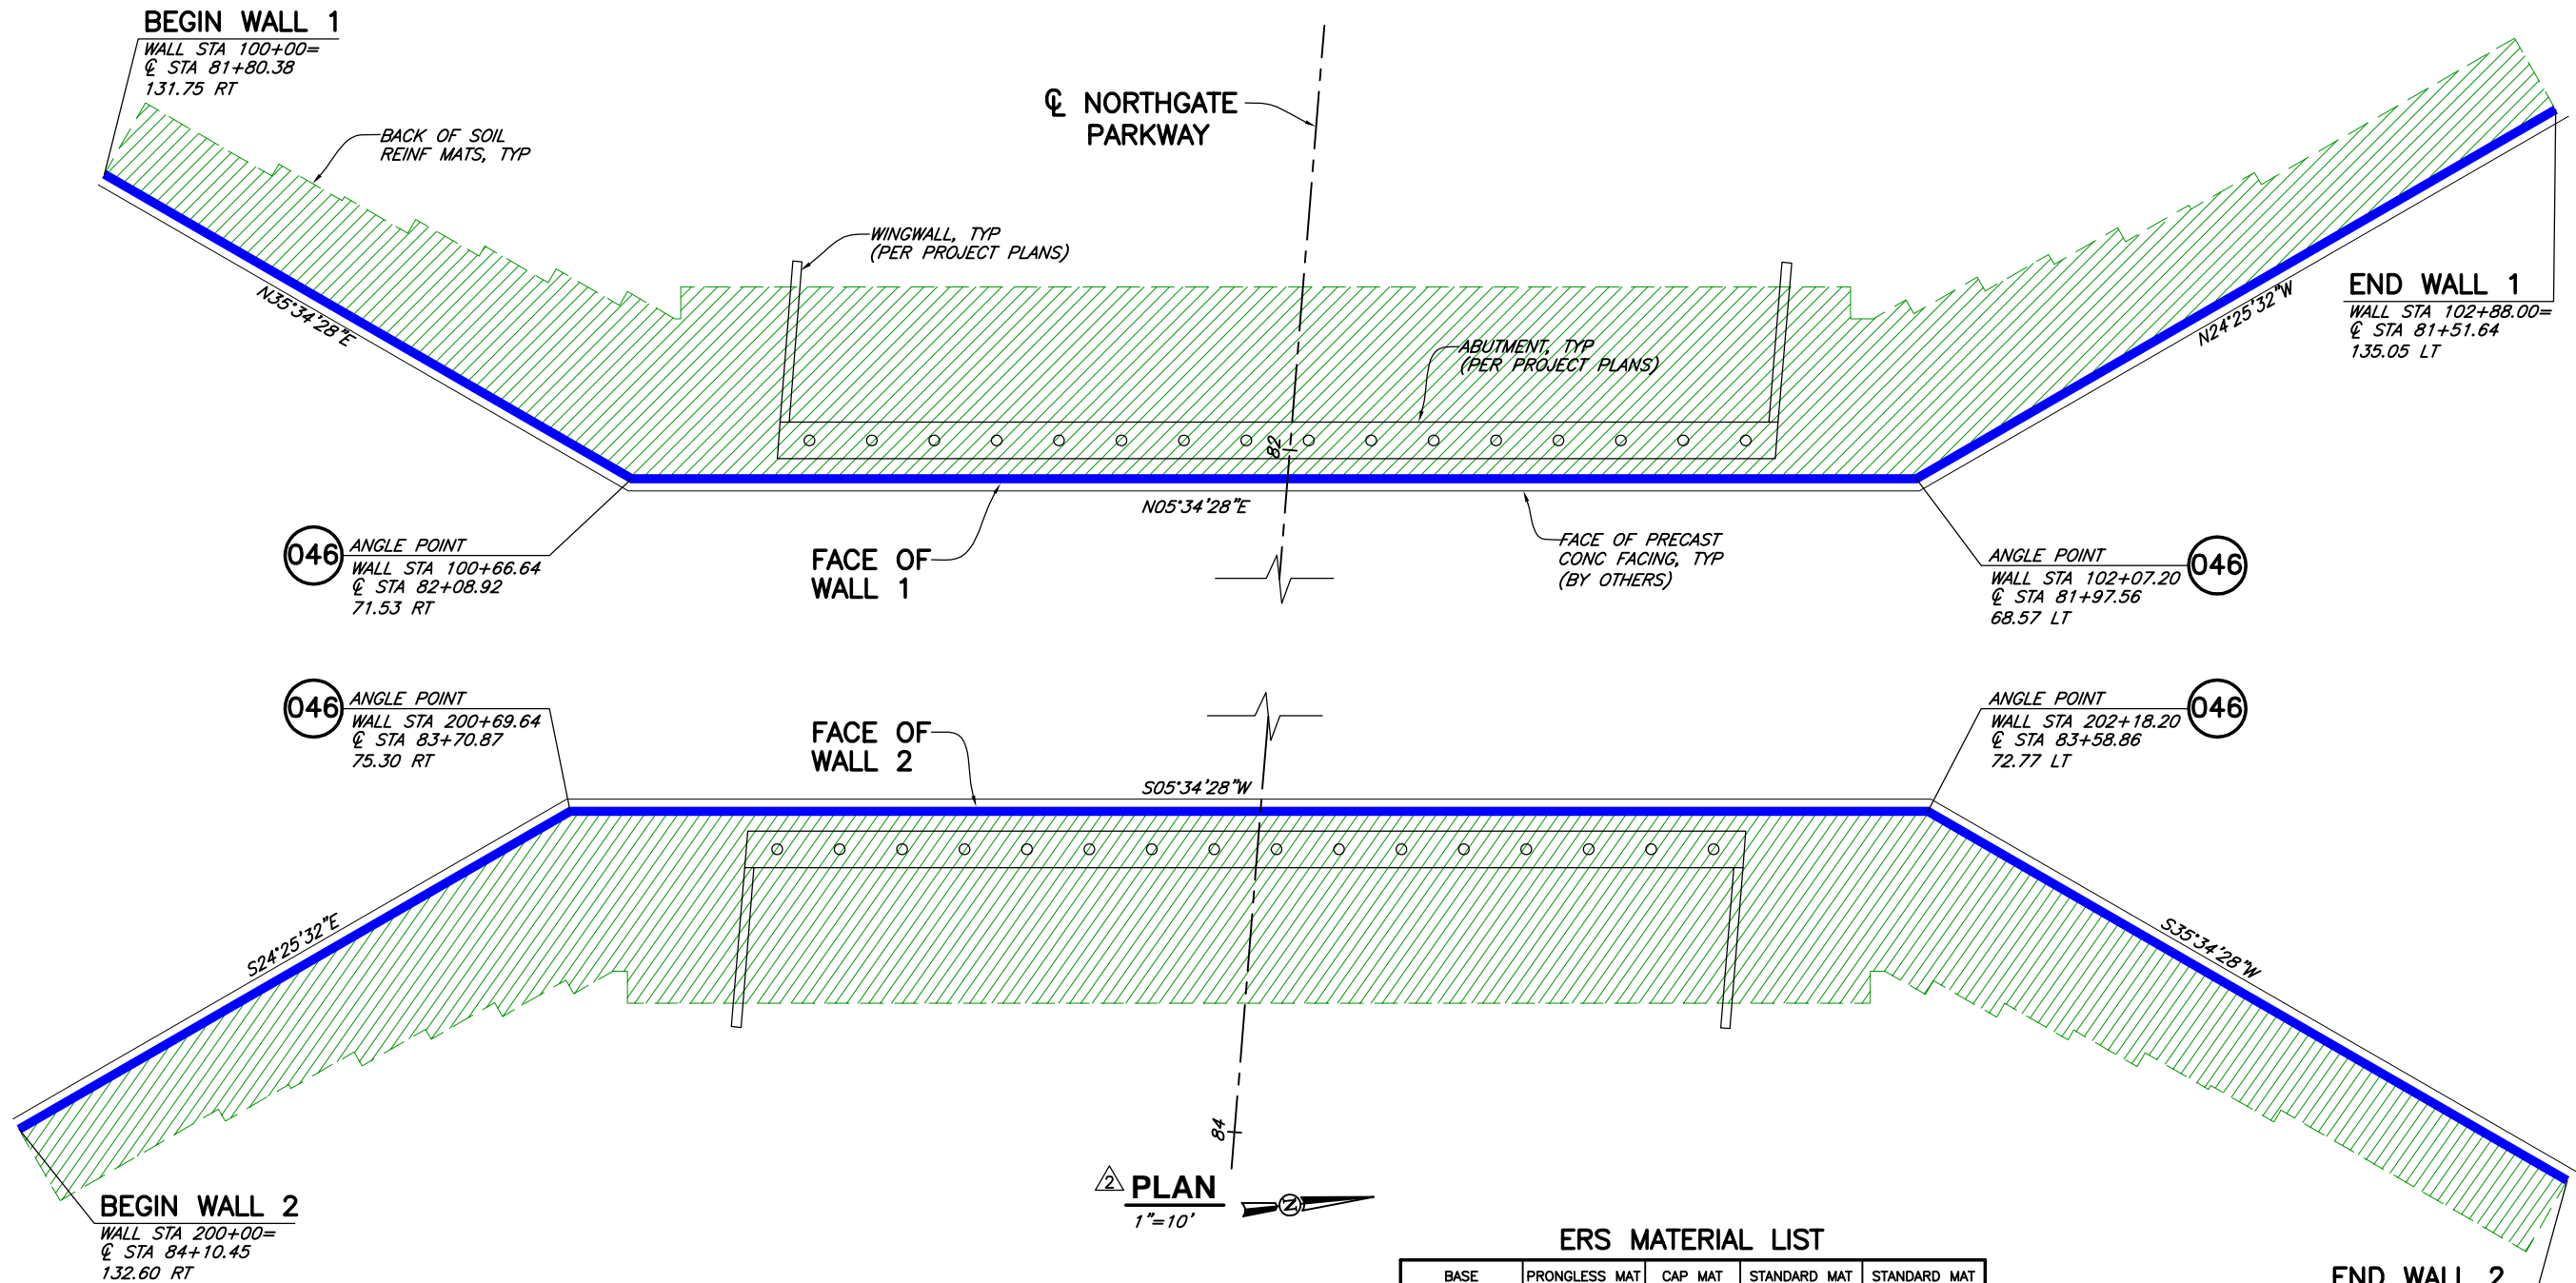 BEGIN WALL 1
WALL STA 100+00=
℄ STA 81+80.38
131.75 RT
BACK OF SOIL
REINF MATS, TYP
℄ NORTHGATE
PARKWAY
WINGWALL, TYP
(PER PROJECT PLANS)
ABUTMENT, TYP
(PER PROJECT PLANS)
END WALL 1
WALL STA 102+88.00=
℄ STA 81+51.64
135.05 LT
N35°34'28"E
N24°25'32"W
82
N05°34'28"E
046
ANGLE POINT
WALL STA 100+66.64
℄ STA 82+08.92
71.53 RT
FACE OF
WALL 1
FACE OF PRECAST
CONC FACING, TYP
(BY OTHERS)
ANGLE POINT
WALL STA 102+07.20
℄ STA 81+97.56
68.57 LT
046
046
ANGLE POINT
WALL STA 200+69.64
℄ STA 83+70.87
75.30 RT
FACE OF
WALL 2
S05°34'28"W
ANGLE POINT
WALL STA 202+18.20
℄ STA 83+58.86
72.77 LT
046
S24°25'32"E
S35°34'28"W
84
2
PLAN
1"=10'
N
BEGIN WALL 2
WALL STA 200+00=
℄ STA 84+10.45
132.60 RT
ERS MATERIAL LIST
BASE PRONGLESS MAT CAP MAT STANDARD MAT STANDARD MAT
END WALL 2